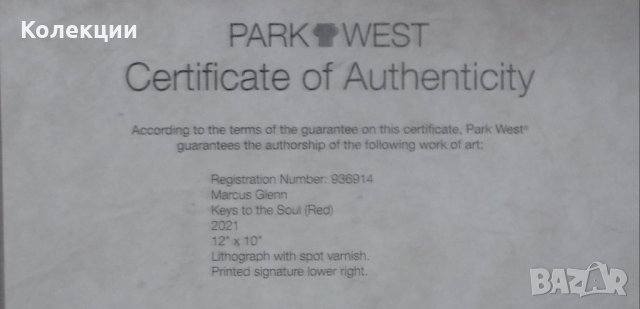 Колекции
PARK WEST
Certificate of Authenticity
According to the terms of the guarantee on this certificate, Park West®
guarantees the authorship of the following work of art:
Registration Number: 936914
Marcus Glenn
Keys to the Soul (Red)
2021
12" x 10"
Lithograph with spot varnish.
Printed signature lower right.
BAZAR